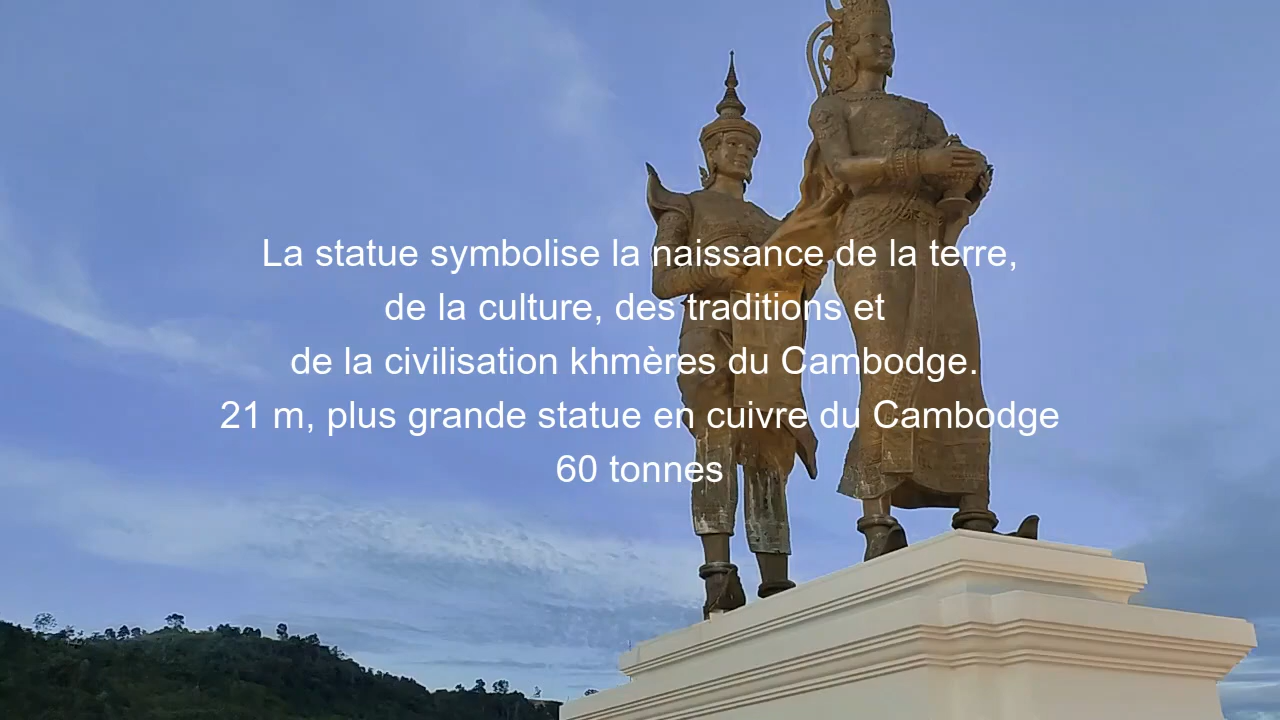 La statue symbolise la naissance de la terre,
de la culture, des traditions et
de la civilisation khmères du Cambodge.
21 m, plus grande statue en cuivre du Cambodge
60 tonnes